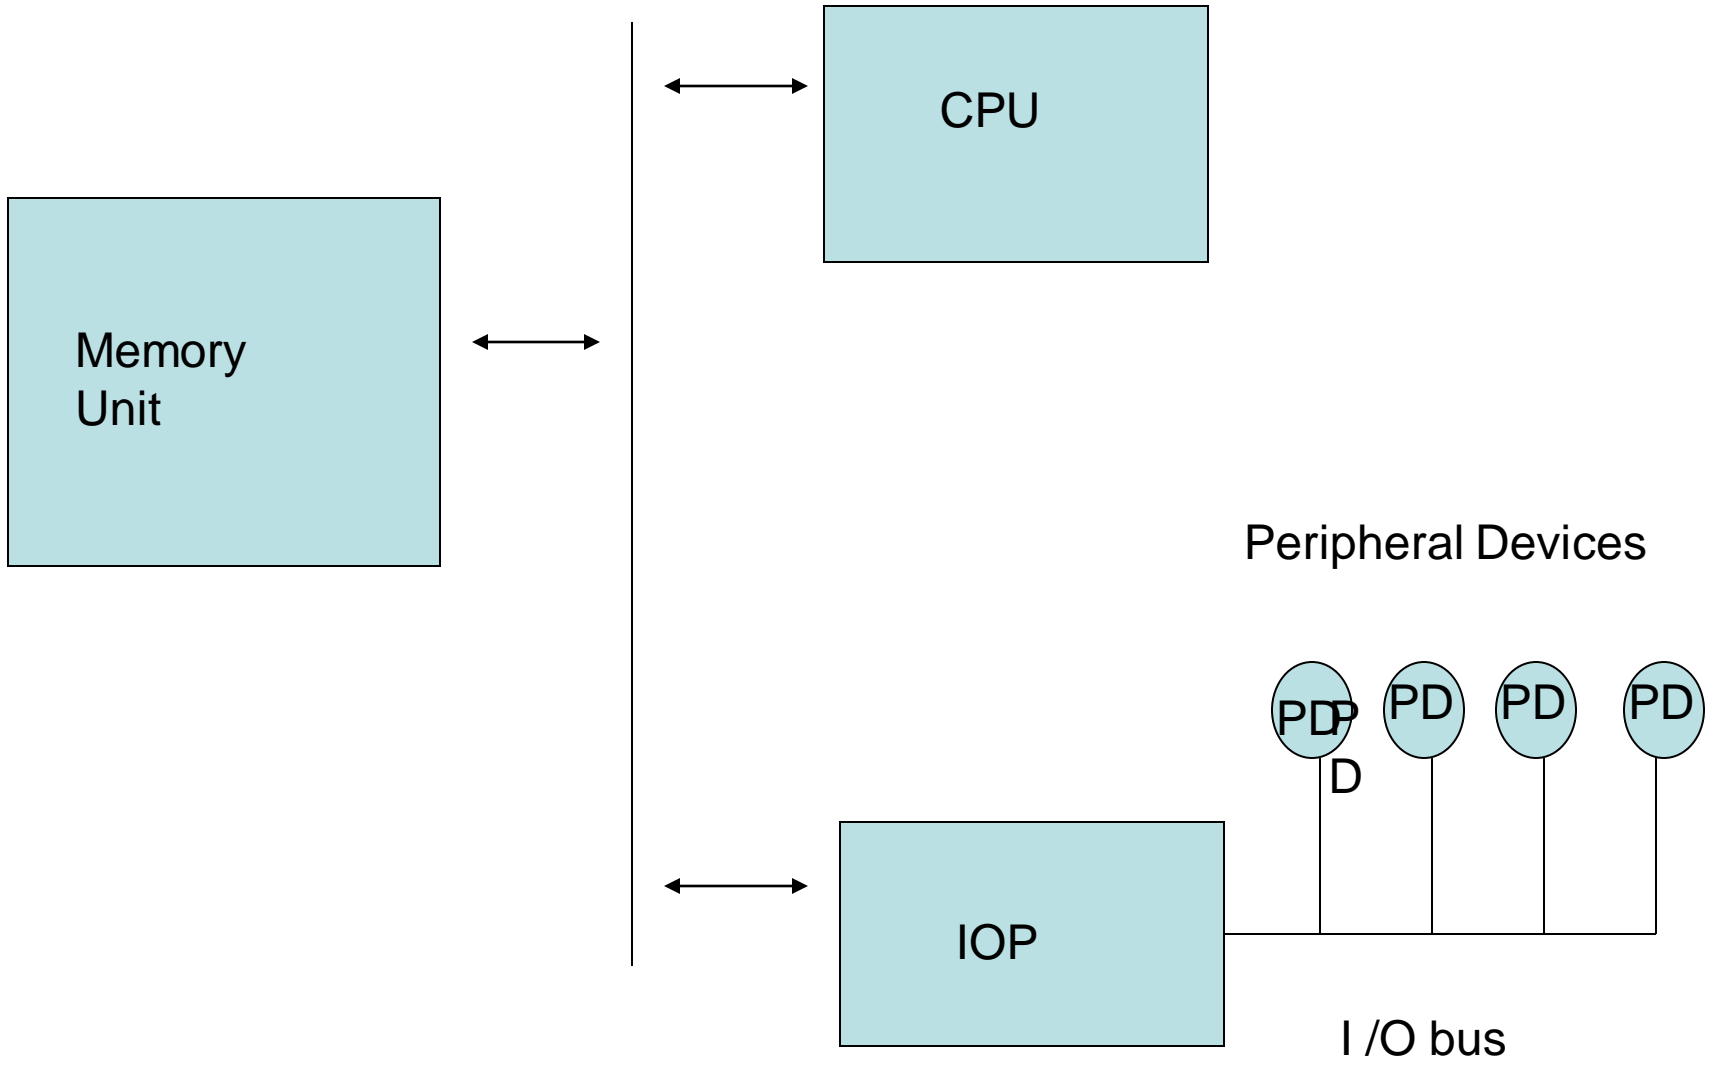 CPU
Memory
Unit
Peripheral Devices
PD
P
D
PD
PD
PD
IOP
I /O bus